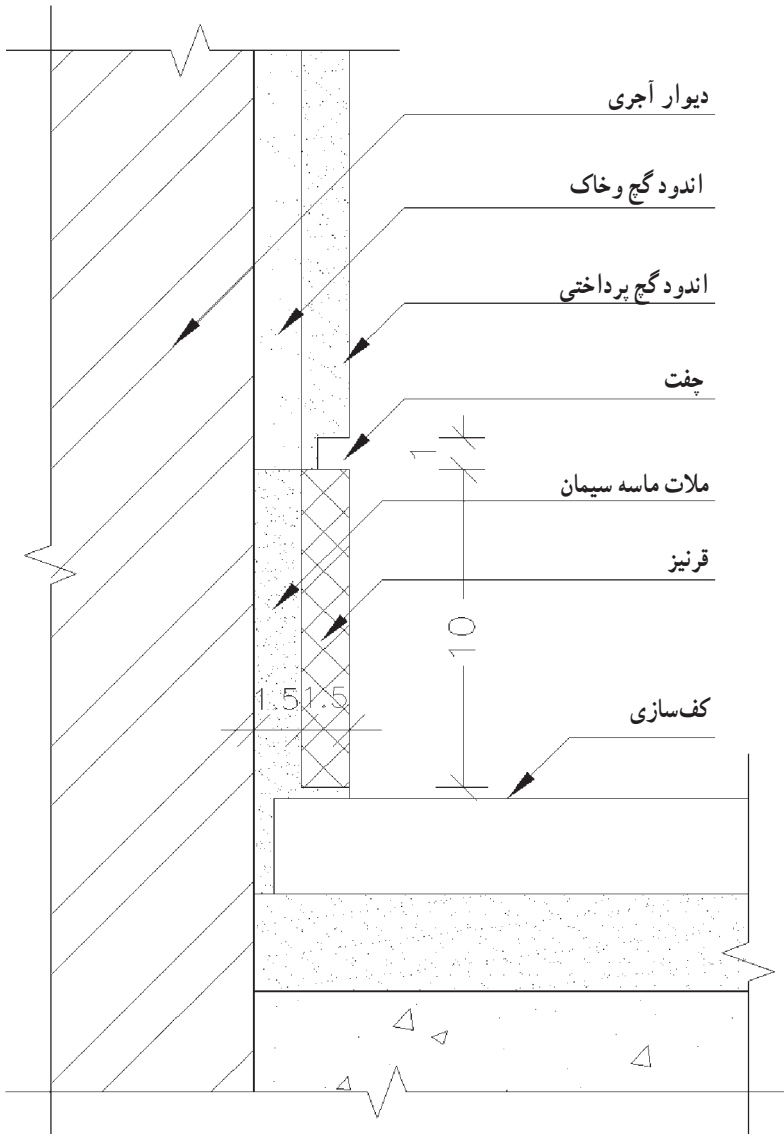 دیوار آجری
اندود گچ وخاک
اندود گچ پرداختی
چفت
1
ملات ماسه سیمان
قرنیز
10
1.5 1.5
کف‌سازی